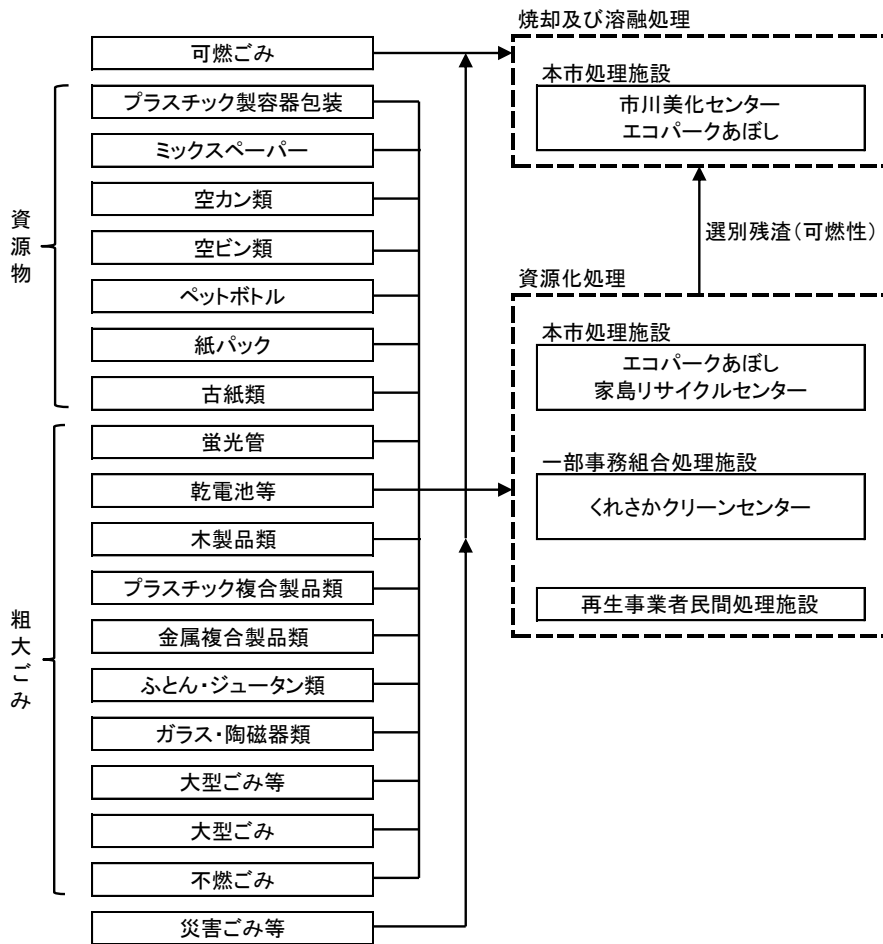 可燃ごみ
資源物
プラスチック製容器包装
ミックスペーパー
空カン類
空ビン類
ペットボトル
紙パック
古紙類
粗大ごみ
蛍光管
乾電池等
木製品類
プラスチック複合製品類
金属複合製品類
ふとん・ジュータン類
ガラス・陶磁器類
大型ごみ等
大型ごみ
不燃ごみ
災害ごみ等
焼却及び溶融処理
本市処理施設
市川美化センター
エコパークあぼし
選別残渣（可燃性）
資源化処理
本市処理施設
エコパークあぼし
家島リサイクルセンター
一部事務組合処理施設
くれさかクリーンセンター
再生事業者民間処理施設